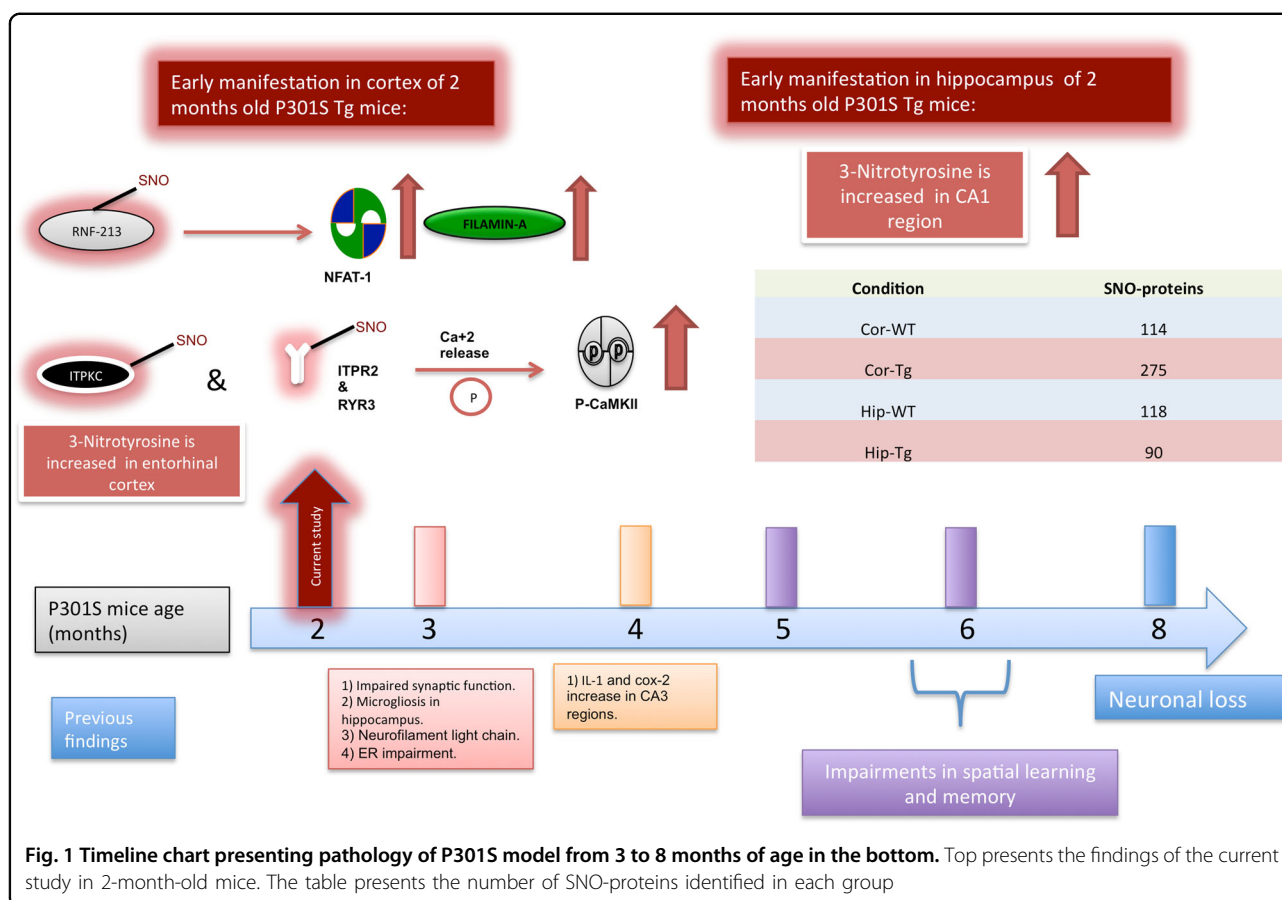 Early manifestation in cortex of 2
months old P301S Tg mice:
Early manifestation in hippocampus of 2
months old P301S Tg mice:
SNO
RNF-213
NFAT-1
FILAMIN-A
3-Nitrotyrosine is
increased in CA1
region
SNO
ITPKC
&
SNO
ITPR2
&
RYR3
Ca+2
release
P
P P
P-CaMKII
Condition SNO-proteins
Cor-WT 114
Cor-Tg 275
Hip-WT 118
Hip-Tg 90
3-Nitrotyrosine is
increased in entorhinal
cortex
Current study
P301S mice age
(months)
2 3 4 5 6 8
Previous
findings
1) Impaired synaptic function.
2) Microgliosis in
hippocampus.
3) Neurofilament light chain.
4) ER impairment.
1) IL-1 and cox-2
increase in CA3
regions.
Impairments in spatial learning
and memory
Neuronal loss
Fig. 1 Timeline chart presenting pathology of P301S model from 3 to 8 months of age in the bottom. Top presents the findings of the current
study in 2-month-old mice. The table presents the number of SNO-proteins identified in each group